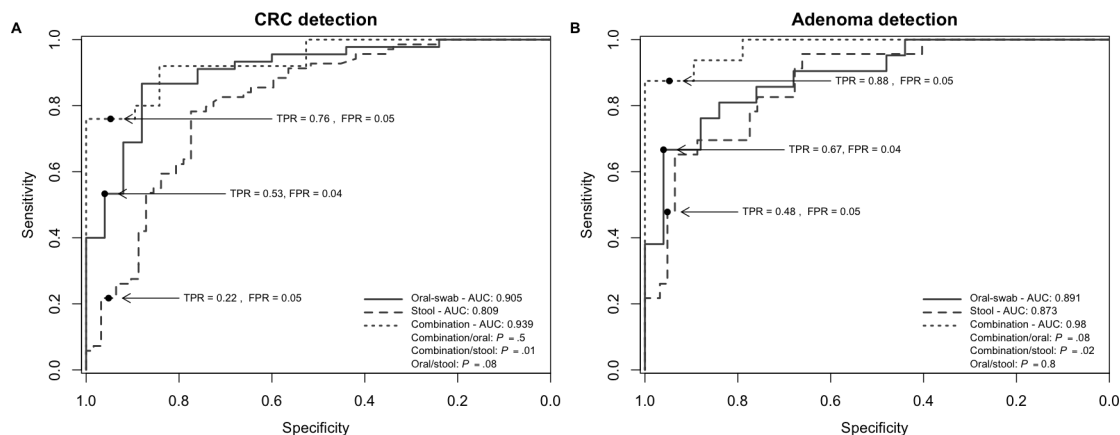 A
CRC detection
Sensitivity
1.0
0.8
0.6
0.4
0.2
0.0
TPR = 0.76 , FPR = 0.05
TPR = 0.53, FPR = 0.04
TPR = 0.22 , FPR = 0.05
Oral-swab - AUC: 0.905
Stool - AUC: 0.809
Combination - AUC: 0.939
Combination/oral: P = .5
Combination/stool: P = .01
Oral/stool: P = .08
1.0 0.8 0.6 0.4 0.2 0.0
Specificity
B
Adenoma detection
Sensitivity
1.0
0.8
0.6
0.4
0.2
0.0
TPR = 0.88 , FPR = 0.05
TPR = 0.67, FPR = 0.04
TPR = 0.48 , FPR = 0.05
Oral-swab - AUC: 0.891
Stool - AUC: 0.873
Combination - AUC: 0.98
Combination/oral: P = .08
Combination/stool: P = .02
Oral/stool: P = 0.8
1.0 0.8 0.6 0.4 0.2 0.0
Specificity